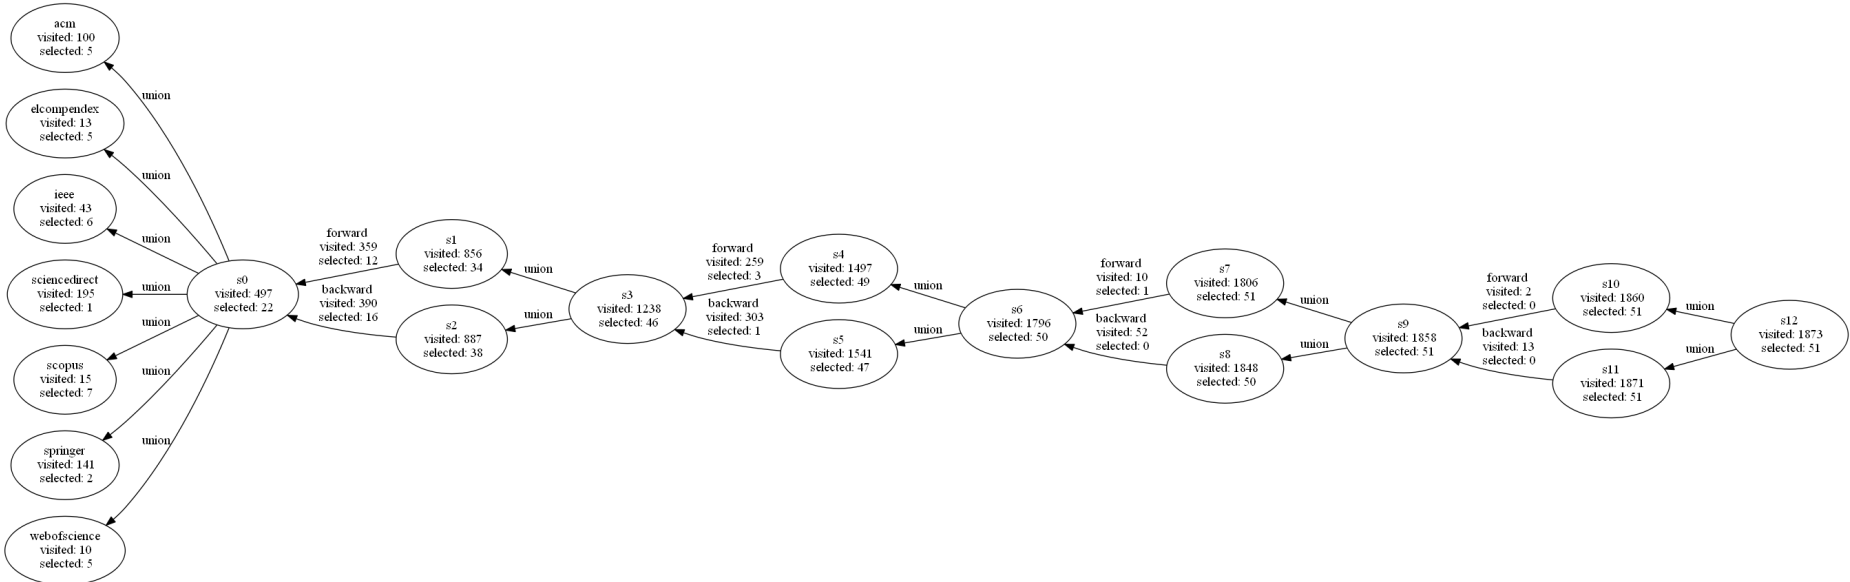 acm
visited: 100
selected: 5
union
elcompendex
visited: 13
selected: 5
union
ieee
visited: 43
selected: 6
union
sciencedirect
visited: 195
selected: 1
union
scopus
visited: 15
selected: 7
union
springer
visited: 141
selected: 2
union
webofscience
visited: 10
selected: 5
union
s0
visited: 497
selected: 22
forward
visited: 359
selected: 12
backward
visited: 390
selected: 16
s1
visited: 856
selected: 34
s2
visited: 887
selected: 38
union
union
s3
visited: 1238
selected: 46
forward
visited: 259
selected: 3
backward
visited: 303
selected: 1
s4
visited: 1497
selected: 49
s5
visited: 1541
selected: 47
union
union
s6
visited: 1796
selected: 50
forward
visited: 10
selected: 1
backward
visited: 52
selected: 0
s7
visited: 1806
selected: 51
s8
visited: 1848
selected: 50
union
union
s9
visited: 1858
selected: 51
forward
visited: 2
selected: 0
backward
visited: 13
selected: 0
s10
visited: 1860
selected: 51
s11
visited: 1871
selected: 51
union
union
s12
visited: 1873
selected: 51